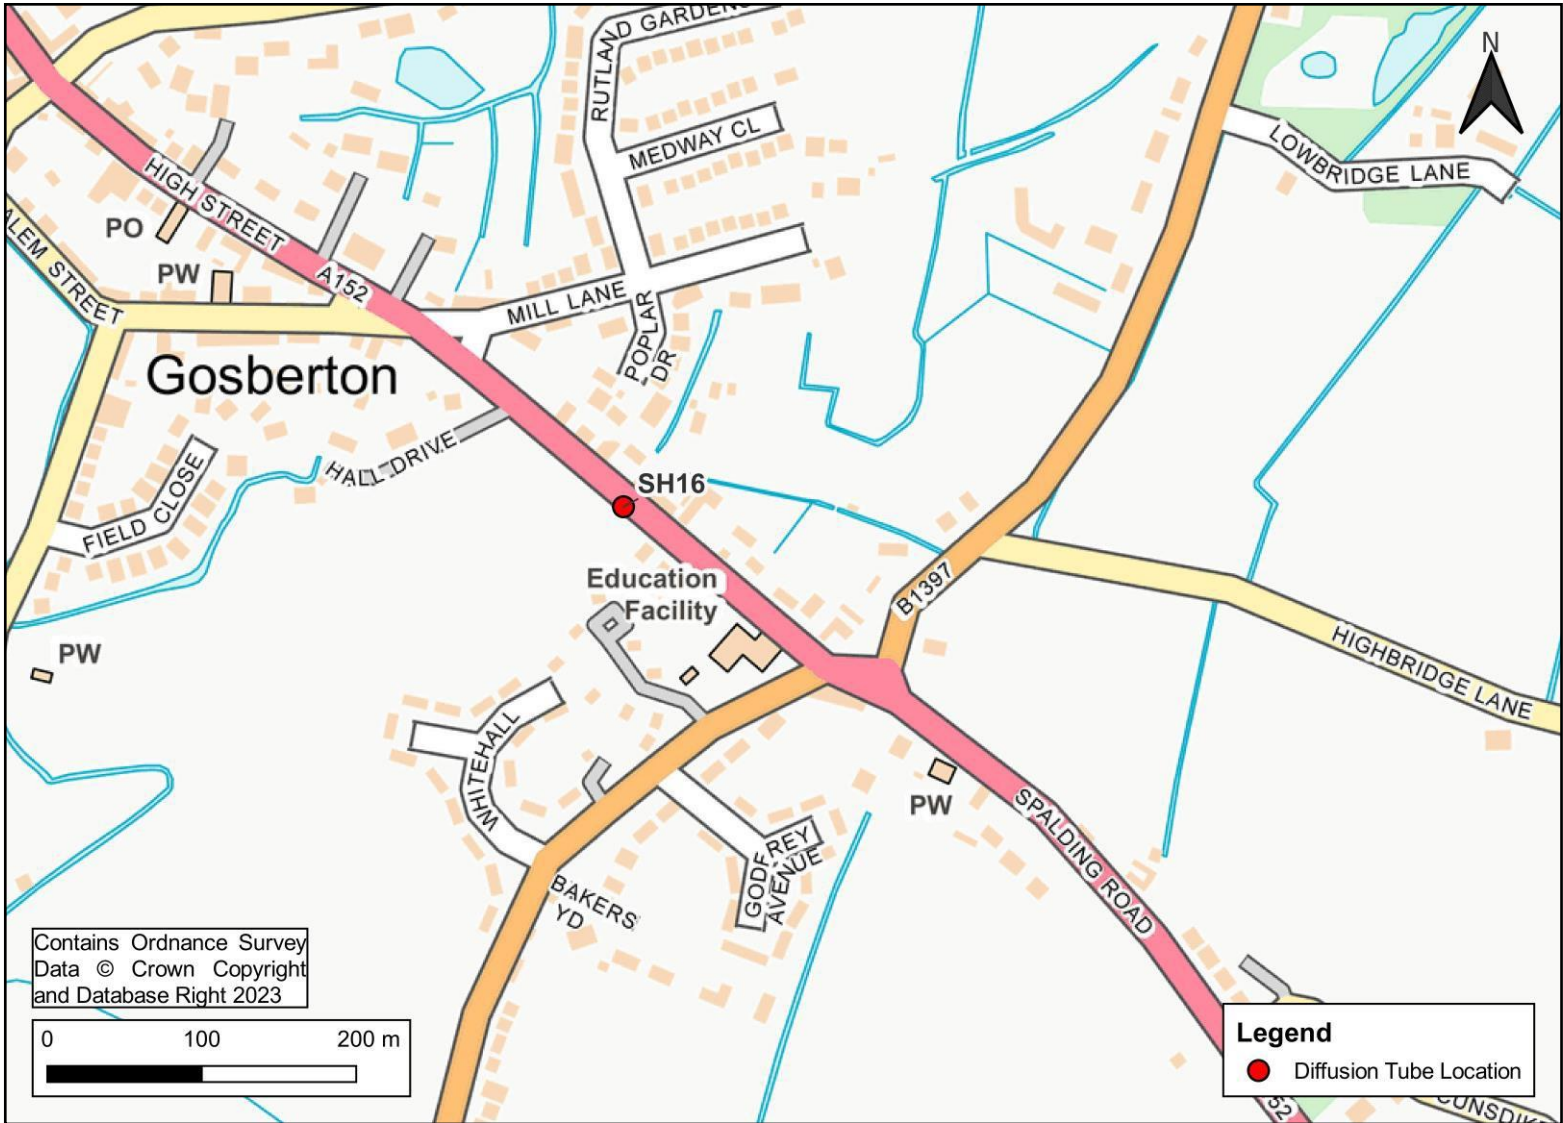 RUTLAND GARDENS
N
MEDWAY CL
LOWBRIDGE LANE
HIGH STREET
PO
ALEM STREET
PW
A152
MILL LANE
POPLAR
DR
Gosberton
HALL DRIVE
FIELD CLOSE
SH16
Education
Facility
B1397
HIGHBRIDGE LANE
PW
WHITEHALL
PW
SPALDING ROAD
GODFREY
AVENUE
BAKERS
YD
Contains Ordnance Survey
Data © Crown Copyright
and Database Right 2023
0 100 200 m
Legend
Diffusion Tube Location
52